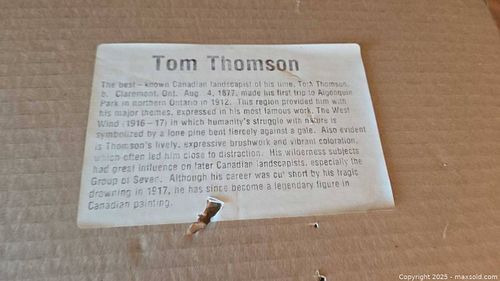 Tom Thomson
The best - known Canadian landscapist of his time, Tom Thomson,
b. Claremont, Ont. Aug 4, 1877, made his first trip to Algonquin
Park in northern Ontario in 1912. This region provided him with
his major themes, expressed in his most famous work, The West
Wind (1916-17) in which humanity's struggle with nature is
symbolized by a lone pine bent fiercely against a gale. Also evident
is Thomson's lively, expressive brushwork and vibrant coloration,
which often led him close to distraction. His wilderness subjects
had great influence on later Canadian landscapists, especially the
Group of Seven. Although his career was cut short by his tragic
drowning in 1917, he has since become a legendary figure in
Canadian painting.
Copyright © 2025 - maxsold.com